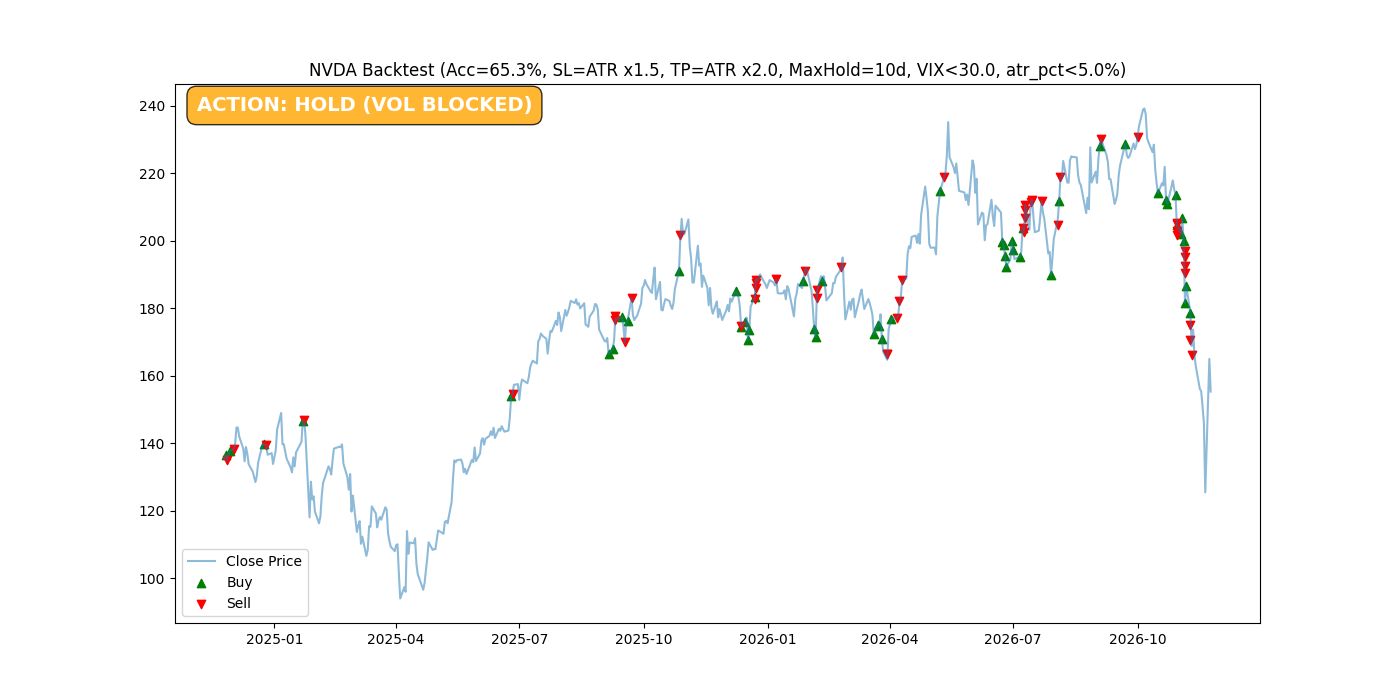 NVDA Backtest (Acc=65.3%, SL=ATR x1.5, TP=ATR x2.0, MaxHold=10d, VIX<30.0, atr_pct<5.0%)
ACTION: HOLD (VOL BLOCKED)
240
220
200
180
160
140
120
100
Close Price
Buy
Sell
2025-01 2025-04 2025-07 2025-10 2026-01 2026-04 2026-07 2026-10